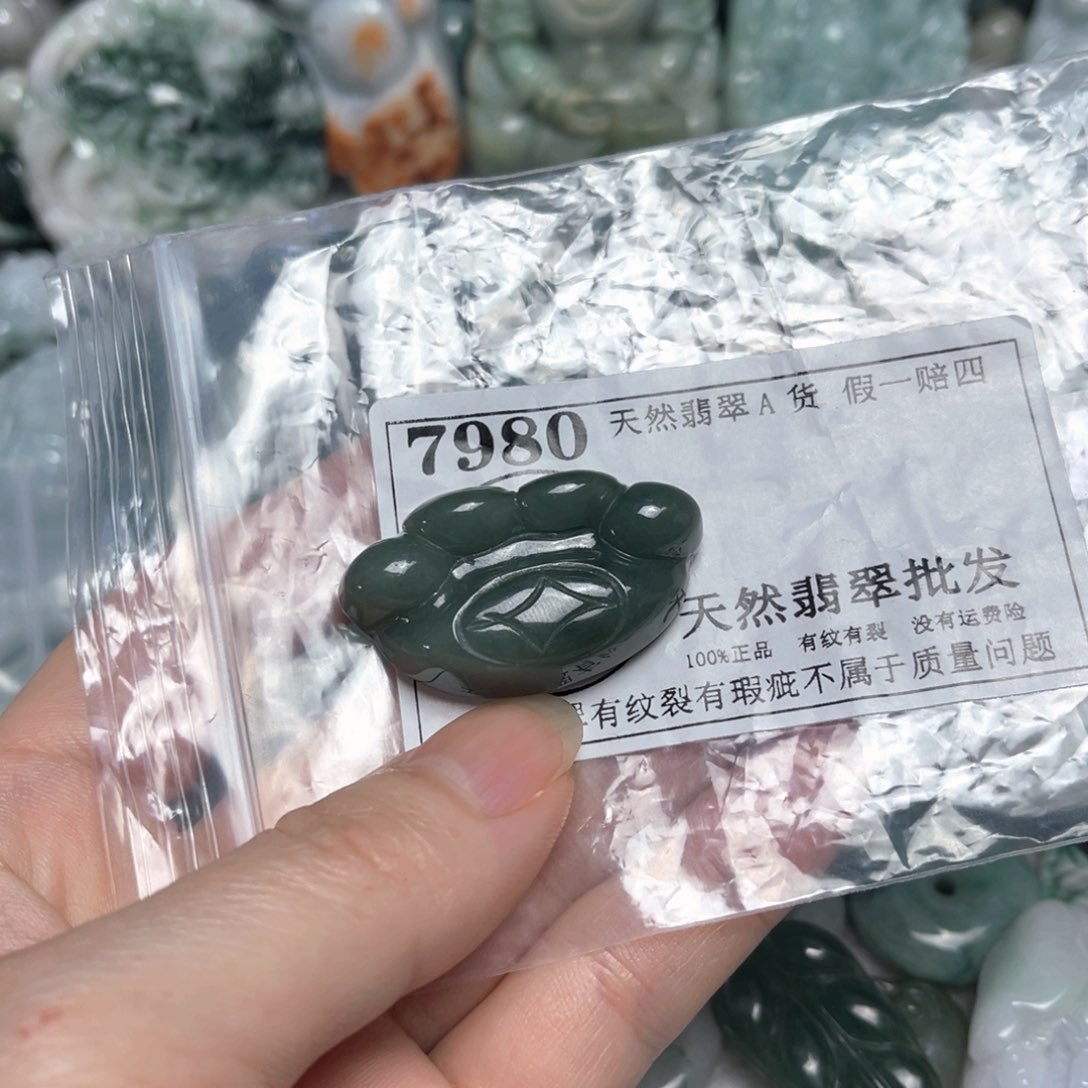 7980 天然翡翠A货 假一赔四
天然翡翠批发
100%正品 有纹有裂 没有运费险
有纹裂有瑕疵不属于质量问题